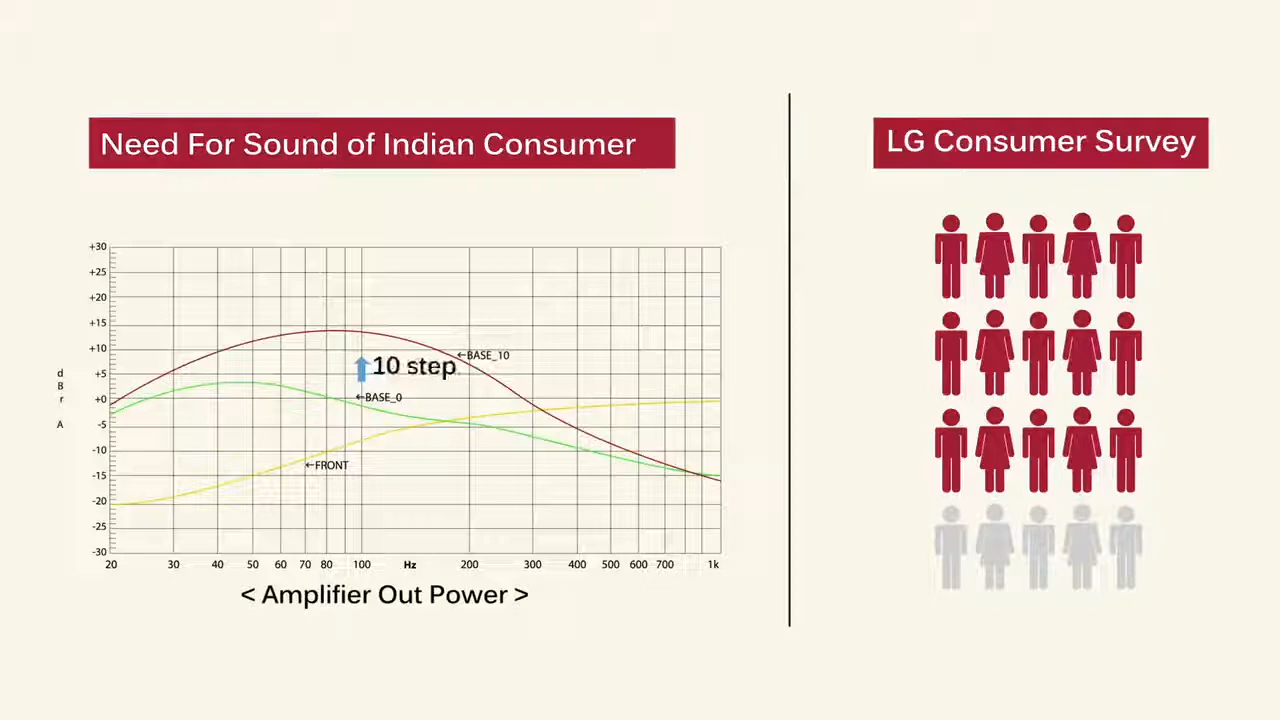 Need For Sound of Indian Consumer
LG Consumer Survey
+30
+25
+20
+15
+10
+5
+0
-5
-10
-15
-20
-25
-30
d
B
r
A
←BASE_10
10 step
←BASE_0
←FRONT
20 30 40 50 60 70 80 100 Hz 200 300 400 500 600 700 1k
< Amplifier Out Power >